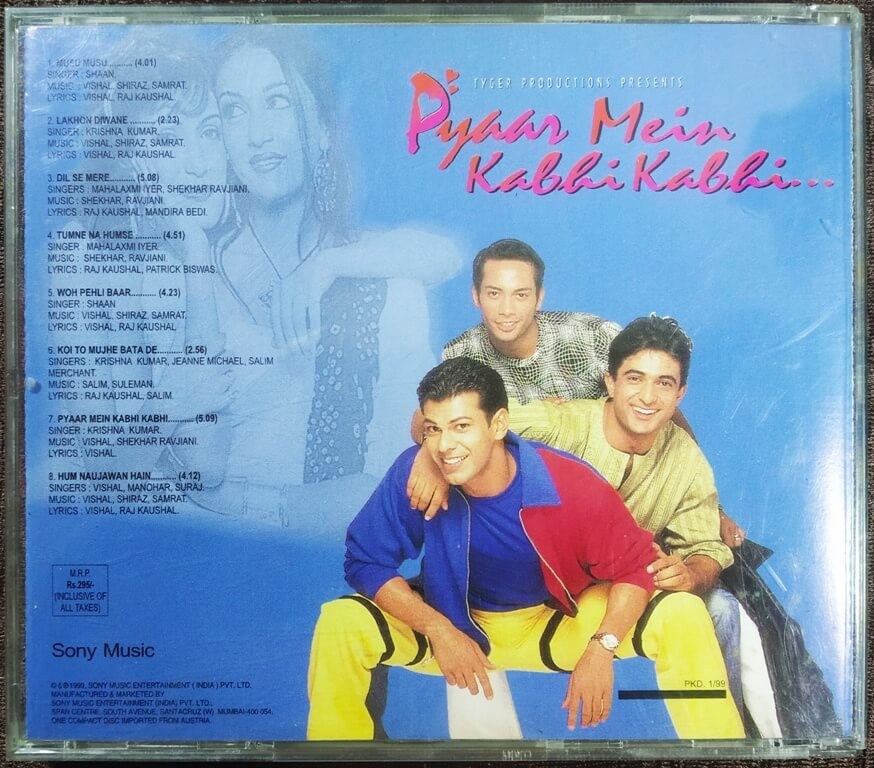 TYGER PRODUCTIONS PRESENTS
Pyaar Mein
Kabhi Kabhi...
1. MUSU MUSU.......... (4.01)
SINGER : SHAAN.
MUSIC : VISHAL, SHIRAZ, SAMRAT.
LYRICS : VISHAL, RAJ KAUSHAL.
2. LAKHON DIWANE ........... (2.23)
SINGER : KRISHNA KUMAR.
MUSIC : VISHAL, SHIRAZ, SAMRAT.
LYRICS : VISHAL, RAJ KAUSHAL.
3. DIL SE MERE........... (5.08)
SINGERS : MAHALAXMI IYER, SHEKHAR RAVJIANI.
MUSIC : SHEKHAR, RAVJIANI.
LYRICS : RAJ KAUSHAL, MANDIRA BEDI.
4. TUMNE NA HUMSE ........... (4.51)
SINGER : MAHALAXMI IYER.
MUSIC : SHEKHAR, RAVJIANI.
LYRICS : RAJ KAUSHAL, PATRICK BISWAS.
5. WOH PEHLI BAAR........... (4.23)
SINGER : SHAAN
MUSIC : VISHAL, SHIRAZ, SAMRAT.
LYRICS : VISHAL, RAJ KAUSHAL
6. KOI TO MUJHE BATA DE........... (2.56)
SINGERS : KRISHNA KUMAR, JEANNE MICHAEL, SALIM
MERCHANT.
MUSIC : SALIM, SULEMAN.
LYRICS : RAJ KAUSHAL, SALIM.
7. PYAAR MEIN KABHI KABHI........... (5.09)
SINGER : KRISHNA KUMAR.
MUSIC : VISHAL, SHEKHAR RAVJIANI.
LYRICS : VISHAL.
8. HUM NAUJAWAN HAIN........... (4.12)
SINGERS : VISHAL, MANOHAR, SURAJ.
MUSIC : VISHAL, SHIRAZ, SAMRAT.
LYRICS : VISHAL, RAJ KAUSHAL.
M.R.P.
Rs.295/-
(INCLUSIVE OF
ALL TAXES)
Sony Music
© & ℗ 1999, SONY MUSIC ENTERTAINMENT ( INDIA ) PVT. LTD.
MANUFACTURED & MARKETED BY
SONY MUSIC ENTERTAINMENT (INDIA) PVT. LTD.,
SPAN CENTRE, SOUTH AVENUE, SANTACRUZ (W). MUMBAI-400 054.
ONE COMPACT DISC IMPORTED FROM AUSTRIA.
PKD. 1/99